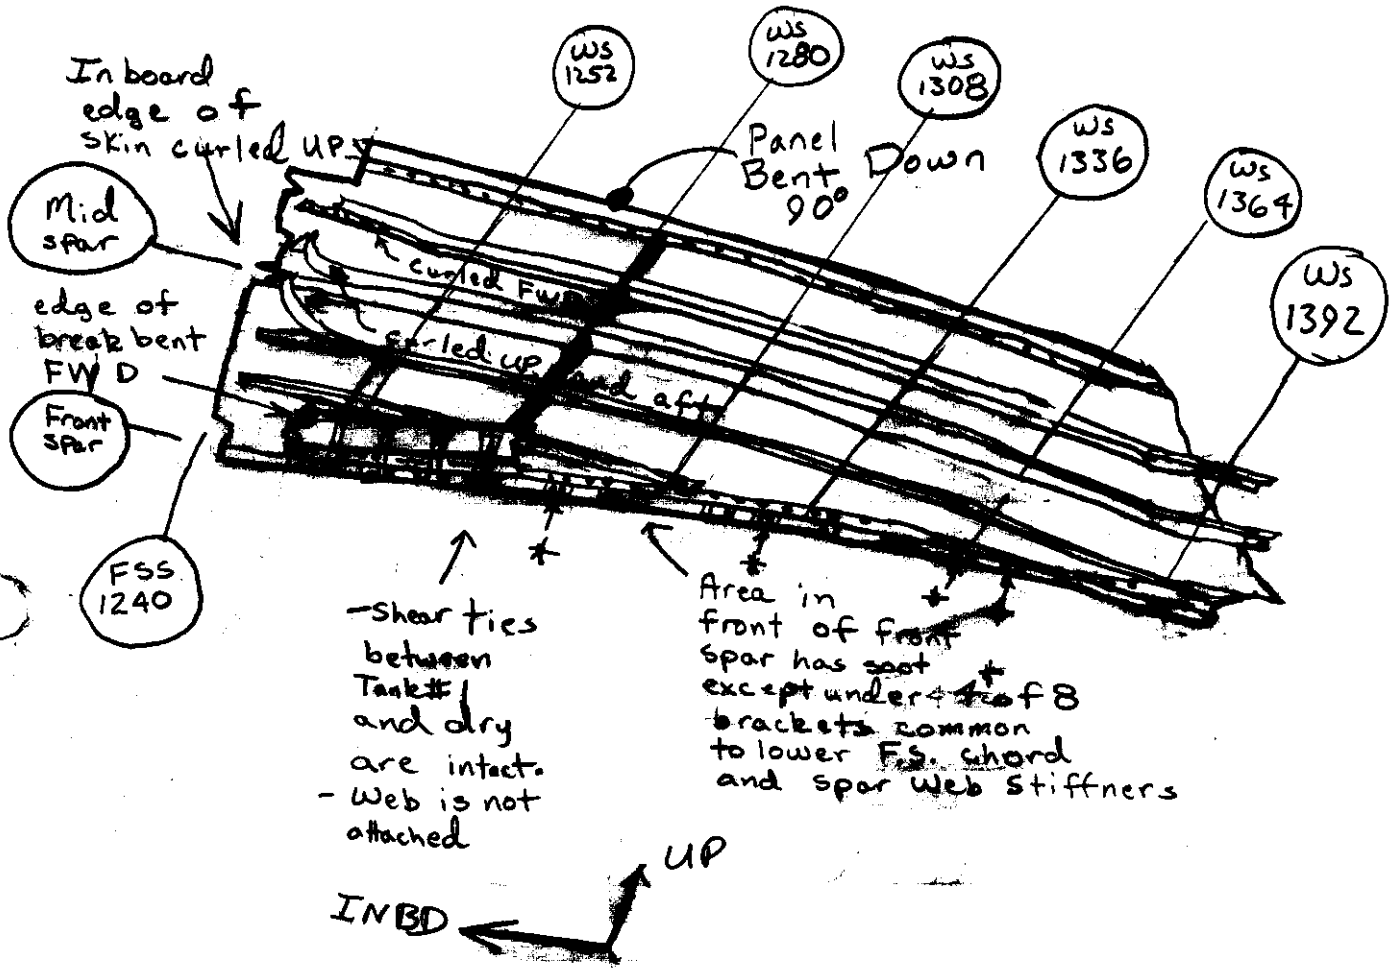 WS
1252
WS
1280
WS
1308
WS
1336
WS
1364
WS
1392
Inboard
edge of
skin curled UP
Panel
Bent Down
90°
Mid
spar
curled FWD
edge of
break bent
FWD
curled up and aft
Front
spar
FSS
1240
- Shear ties
between
Tank #1
and dry
are intact.
- Web is not
attached
Area in
front of front
spar has soot
except under 4* of 8
brackets common
to lower F.S. chord
and spar Web Stiffners
UP
INBD